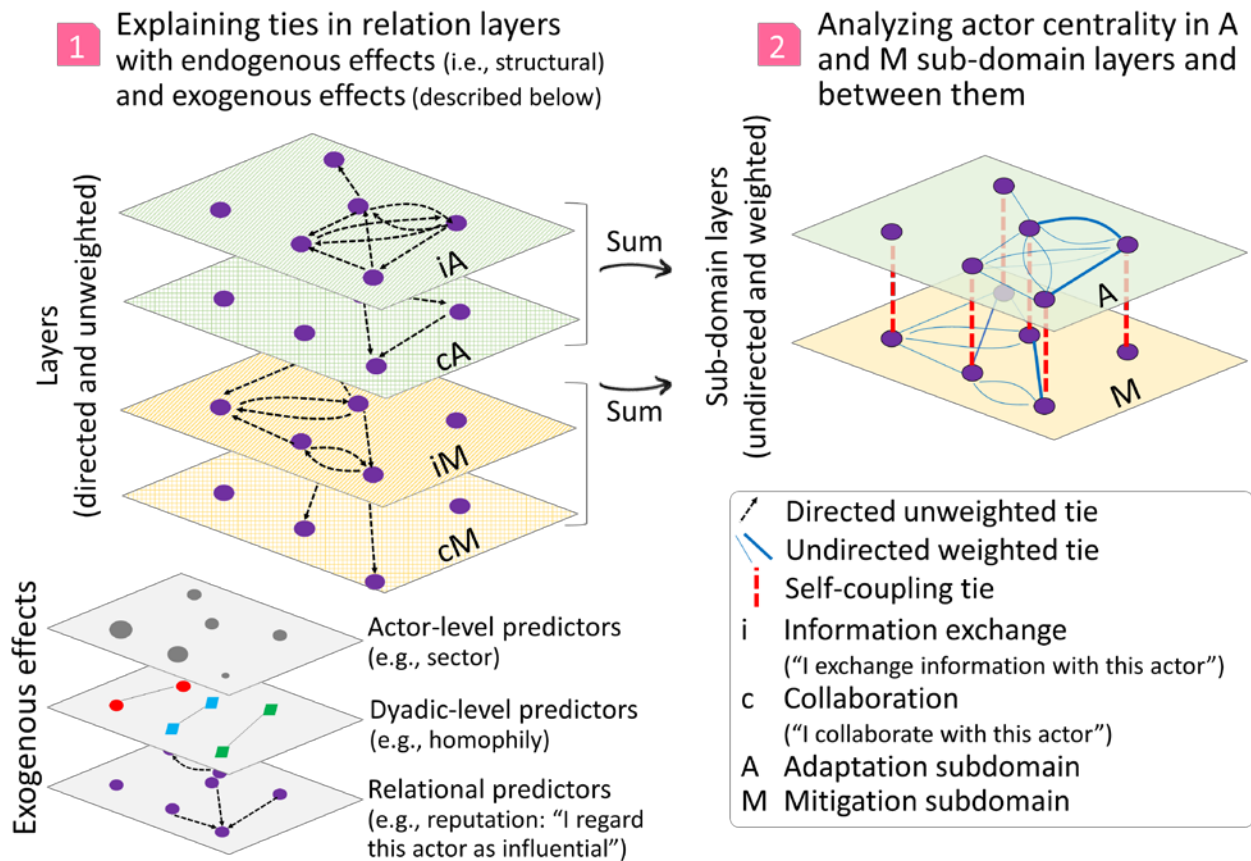 1
Explaining ties in relation layers
with endogenous effects (i.e., structural)
and exogenous effects (described below)
Layers
(directed and unweighted)
iA
cA
iM
cM
Sum
Sum
Exogenous effects
Actor-level predictors
(e.g., sector)
Dyadic-level predictors
(e.g., homophily)
Relational predictors
(e.g., reputation: “I regard
this actor as influential”)
2
Analyzing actor centrality in A
and M sub-domain layers and
between them
Sub-domain layers
(undirected and weighted)
A
M
Directed unweighted tie
Undirected weighted tie
Self-coupling tie
i Information exchange
(“I exchange information with this actor”)
c Collaboration
(“I collaborate with this actor”)
A Adaptation subdomain
M Mitigation subdomain